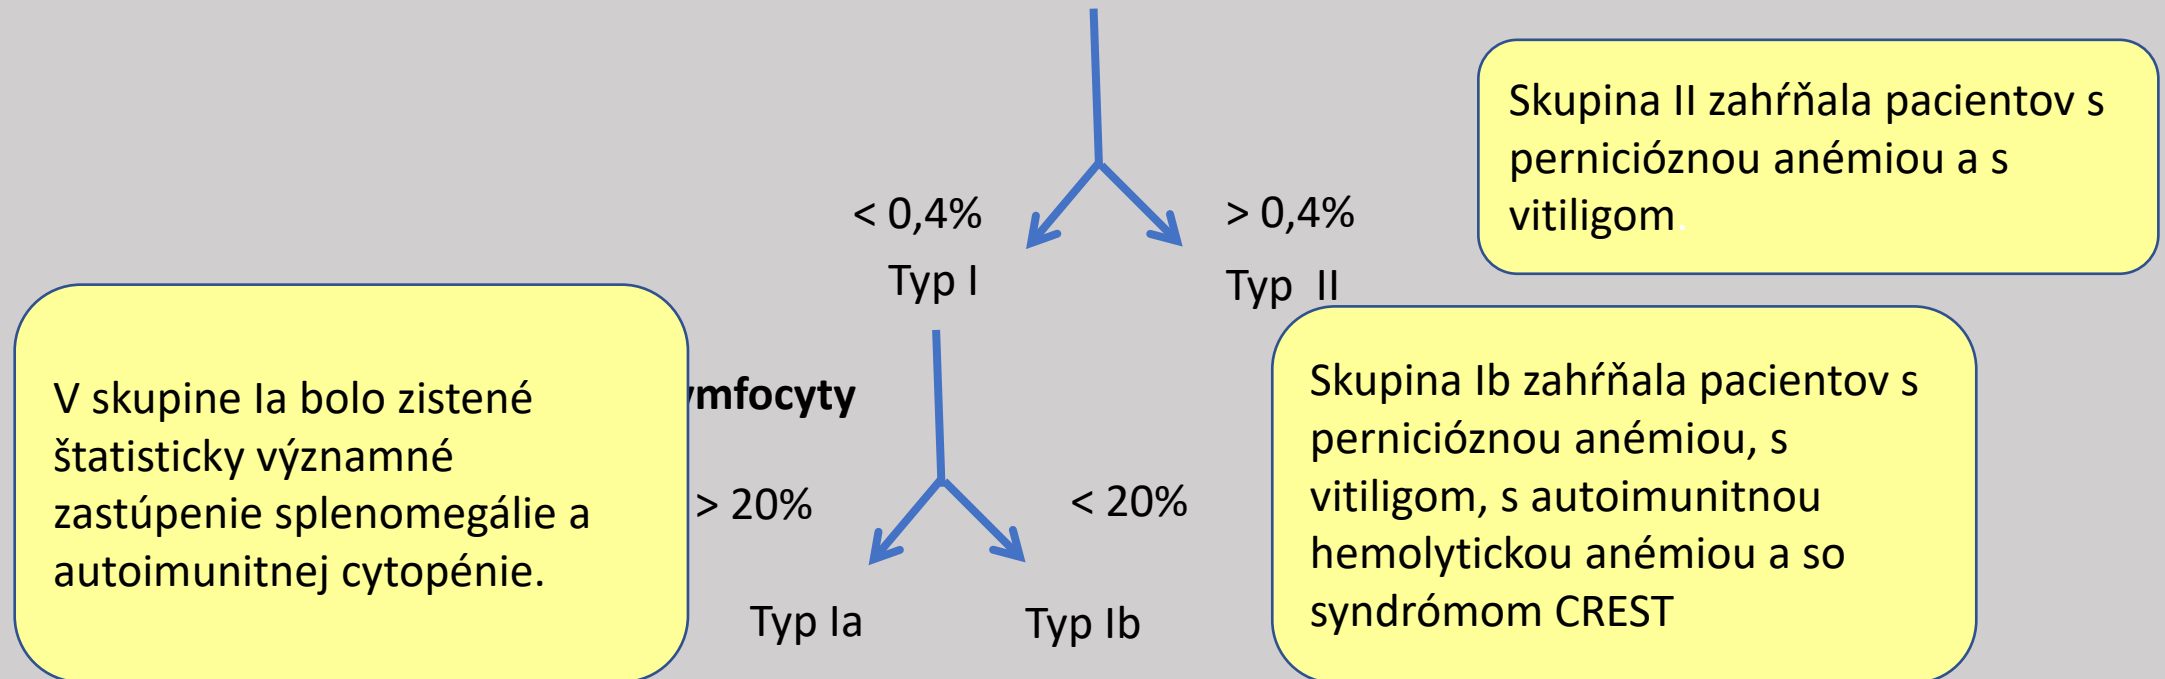 Skupina II zahŕňala pacientov s
pernicióznou anémiou a s
vitiligom.
< 0,4%
> 0,4%
Typ I
Typ II
V skupine Ia bolo zistené
štatisticky významné
zastúpenie splenomegálie a
autoimunitnej cytopénie.
ymfocyty
> 20%
< 20%
Skupina Ib zahŕňala pacientov s
pernicióznou anémiou, s
vitiligom, s autoimunitnou
hemolytickou anémiou a so
syndrómom CREST
Typ Ia
Typ Ib